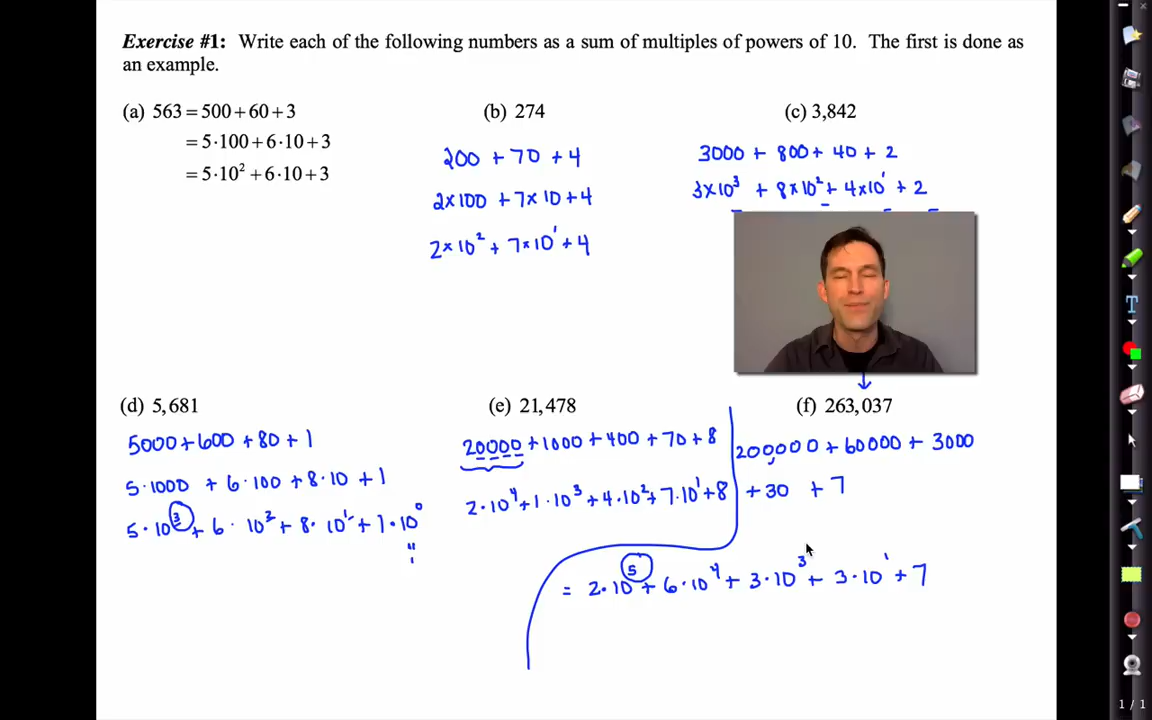 Exercise #1: Write each of the following numbers as a sum of multiples of powers of 10. The first is done as
an example.
(a) 563 = 500 + 60 + 3
= 5·100 + 6·10 + 3
= 5·10² + 6·10 + 3
(b) 274
200 + 70 + 4
2×100 + 7×10 + 4
2×10² + 7×10¹ + 4
(c) 3,842
3000 + 800 + 40 + 2
3×10³ + 8×10² + 4×10¹ + 2
(d) 5,681
5000 + 600 + 80 + 1
5·1000 + 6·100 + 8·10 + 1
5·10³ + 6·10² + 8·10¹ + 1·10⁰
(e) 21,478
20000 + 1000 + 400 + 70 + 8
2·10⁴ + 1·10³ + 4·10² + 7·10¹ + 8
(f) 263,037
200,000 + 60000 + 3000
+ 30 + 7
= 2·10⁵ + 6·10⁴ + 3·10³ + 3·10¹ + 7
T
1 / 1